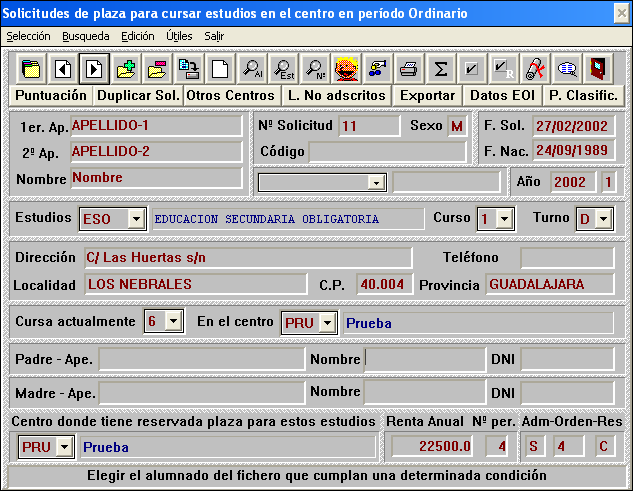 Solicitudes de plaza para cursar estudios en el centro en período Ordinario
Selección Busqueda Edición Útiles Salir
Al Est Nº Σ R
Puntuación Duplicar Sol. Otros Centros L. No adscritos Exportar Datos EOI P. Clasific.
1er. Ap. APELLIDO-1 Nº Solicitud 11 Sexo M F. Sol. 27/02/2002
2º Ap. APELLIDO-2 Código F. Nac. 24/09/1989
Nombre Nombre Año 2002 1
Estudios ESO EDUCACION SECUNDARIA OBLIGATORIA Curso 1 Turno D
Dirección C/ Las Huertas s/n Teléfono
Localidad LOS NEBRALES C.P. 40.004 Provincia GUADALAJARA
Cursa actualmente 6 En el centro PRU Prueba
Padre - Ape. Nombre DNI
Madre - Ape. Nombre DNI
Centro donde tiene reservada plaza para estos estudios Renta Anual Nº per. Adm-Orden-Res
PRU Prueba 22500.0 4 S 4 C
Elegir el alumnado del fichero que cumplan una determinada condición